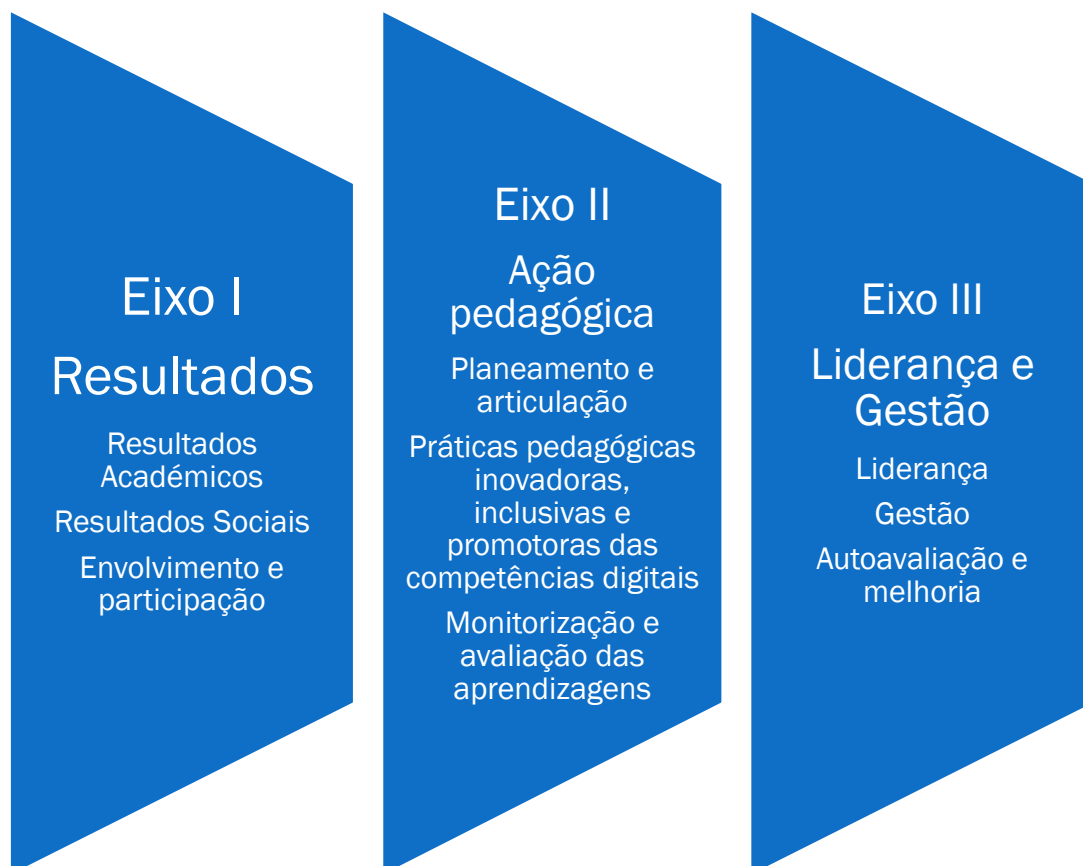 Eixo I
Resultados
Resultados
Académicos
Resultados Sociais
Envolvimento e
participação
Eixo II
Ação
pedagógica
Planeamento e
articulação
Práticas pedagógicas
inovadoras,
inclusivas e
promotoras das
competências digitais
Monitorização e
avaliação das
aprendizagens
Eixo III
Liderança e
Gestão
Liderança
Gestão
Autoavaliação e
melhoria